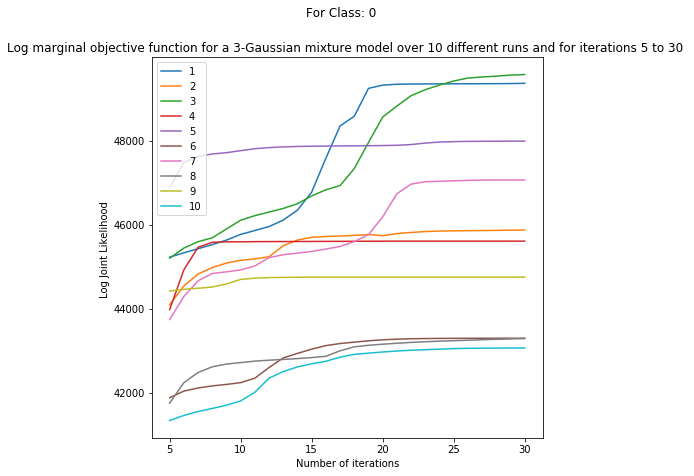 For Class: 0
Log marginal objective function for a 3-Gaussian mixture model over 10 different runs and for iterations 5 to 30
1
2
3
4
5
6
7
8
9
10
48000
46000
44000
42000
Log Joint Likelihood
5 10 15 20 25 30
Number of iterations